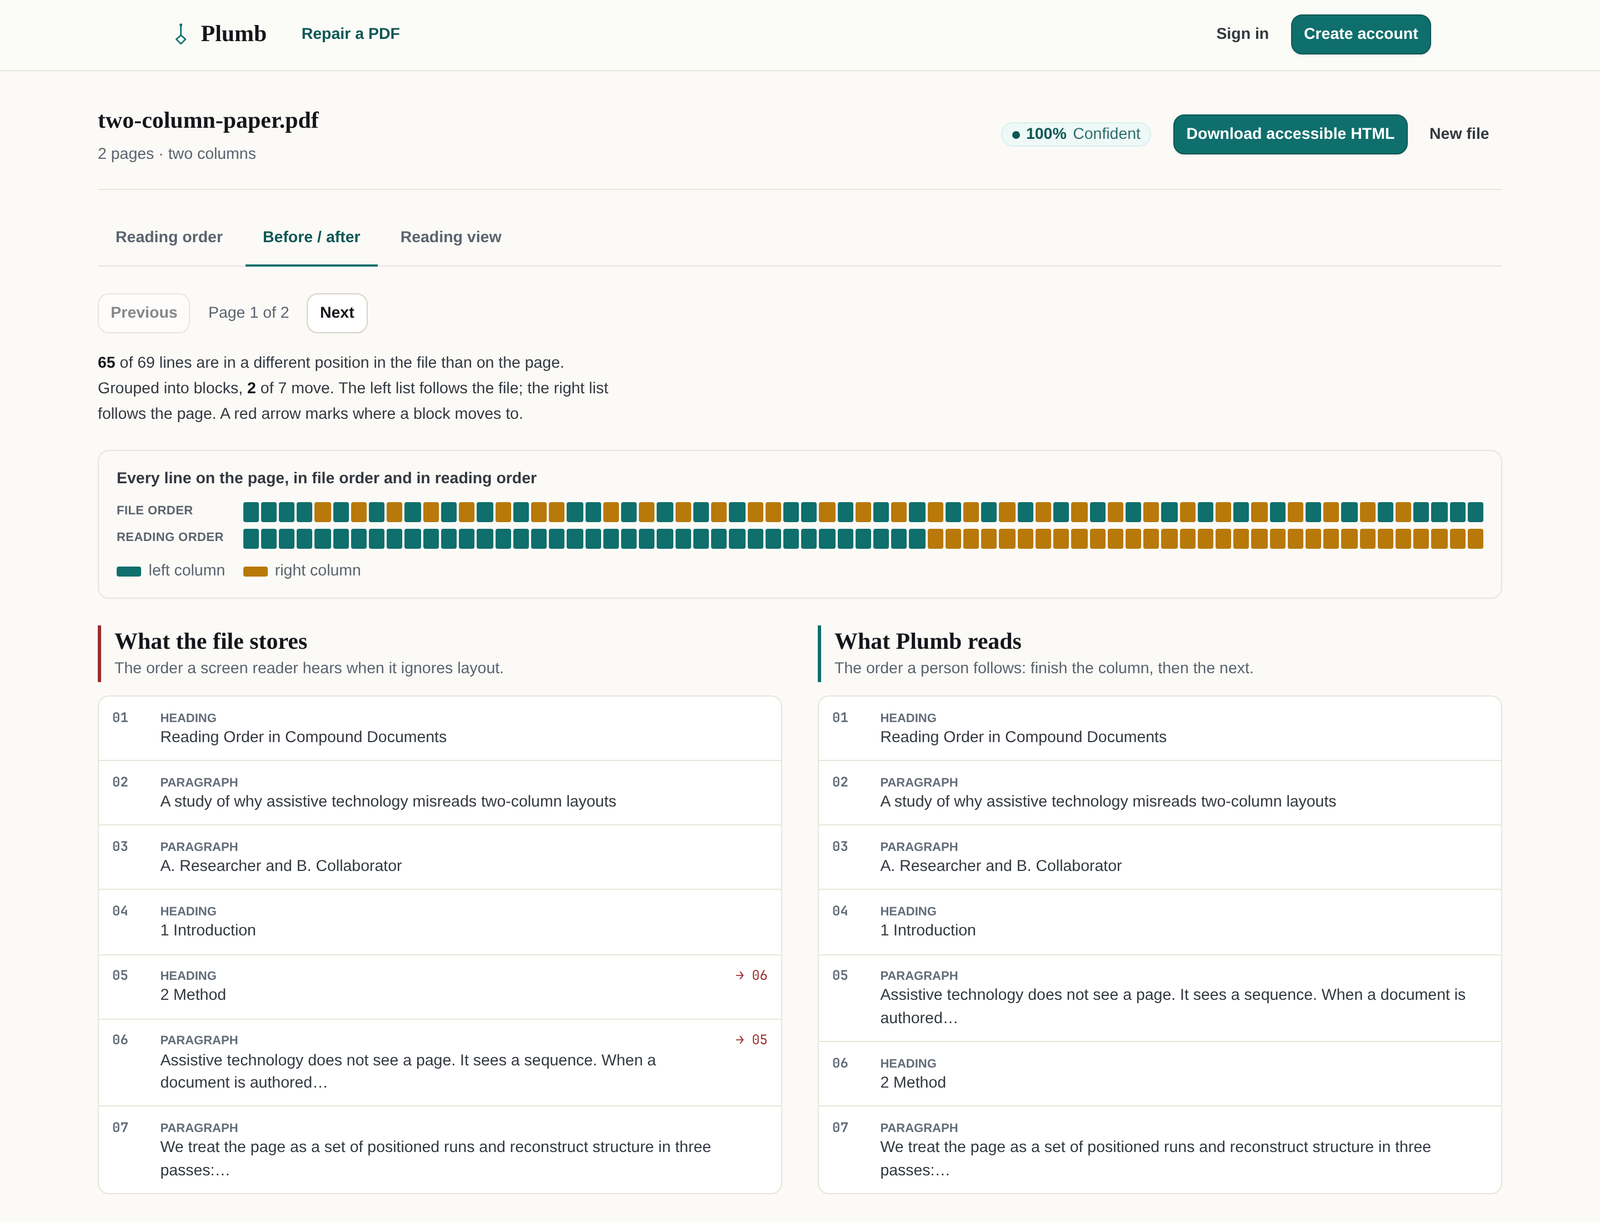 Plumb
Repair a PDF
Sign in
Create account
two-column-paper.pdf
2 pages · two columns
100% Confident
Download accessible HTML
New file
Reading order
Before / after
Reading view
Previous
Page 1 of 2
Next
65 of 69 lines are in a different position in the file than on the page.
Grouped into blocks, 2 of 7 move. The left list follows the file; the right list
follows the page. A red arrow marks where a block moves to.
Every line on the page, in file order and in reading order
FILE ORDER
READING ORDER
left column
right column
What the file stores
The order a screen reader hears when it ignores layout.
01
HEADING
Reading Order in Compound Documents
02
PARAGRAPH
A study of why assistive technology misreads two-column layouts
03
PARAGRAPH
A. Researcher and B. Collaborator
04
HEADING
1 Introduction
05
HEADING
→ 06
2 Method
06
PARAGRAPH
→ 05
Assistive technology does not see a page. It sees a sequence. When a
document is authored…
07
PARAGRAPH
We treat the page as a set of positioned runs and reconstruct structure in three
passes:…
What Plumb reads
The order a person follows: finish the column, then the next.
01
HEADING
Reading Order in Compound Documents
02
PARAGRAPH
A study of why assistive technology misreads two-column layouts
03
PARAGRAPH
A. Researcher and B. Collaborator
04
HEADING
1 Introduction
05
PARAGRAPH
Assistive technology does not see a page. It sees a sequence. When a document is
authored…
06
HEADING
2 Method
07
PARAGRAPH
We treat the page as a set of positioned runs and reconstruct structure in three
passes:…